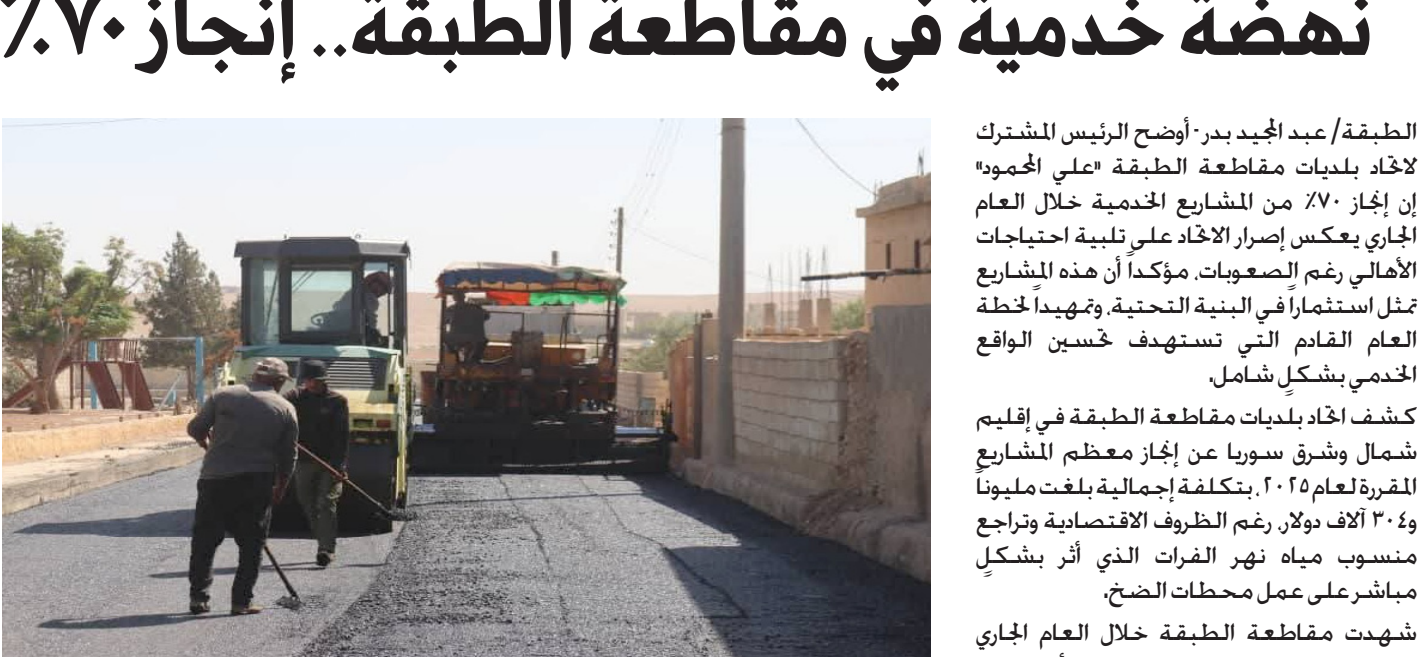 نهضة خدمية في مقاطعة الطبقة.. إنجاز ٧٠٪
الطبقة/ عبد المجيد بدر- أوضح الرئيس المشترك
لاتحاد بلديات مقاطعة الطبقة «علي المحمود»
إن إنجاز ٧٠٪ من المشاريع الخدمية خلال العام
الجاري يعكس إصرار الاتحاد على تلبية احتياجات
الأهالي رغم الصعوبات، مؤكداً أن هذه المشاريع
تمثل استثماراً في البنية التحتية، وتمهيداً لخطة
العام القادم التي تستهدف تحسين الواقع
الخدمي بشكلٍ شامل.
كشف اتحاد بلديات مقاطعة الطبقة في إقليم
شمال وشرق سوريا عن إنجاز معظم المشاريع
المقررة لعام ٢٠٢٥، بتكلفة إجمالية بلغت مليوناً
و٣٠٤ آلاف دولار، رغم الظروف الاقتصادية وتراجع
منسوب مياه نهر الفرات الذي أثر بشكلٍ
مباشر على عمل محطات الضخ.
شهدت مقاطعة الطبقة خلال العام الجاري